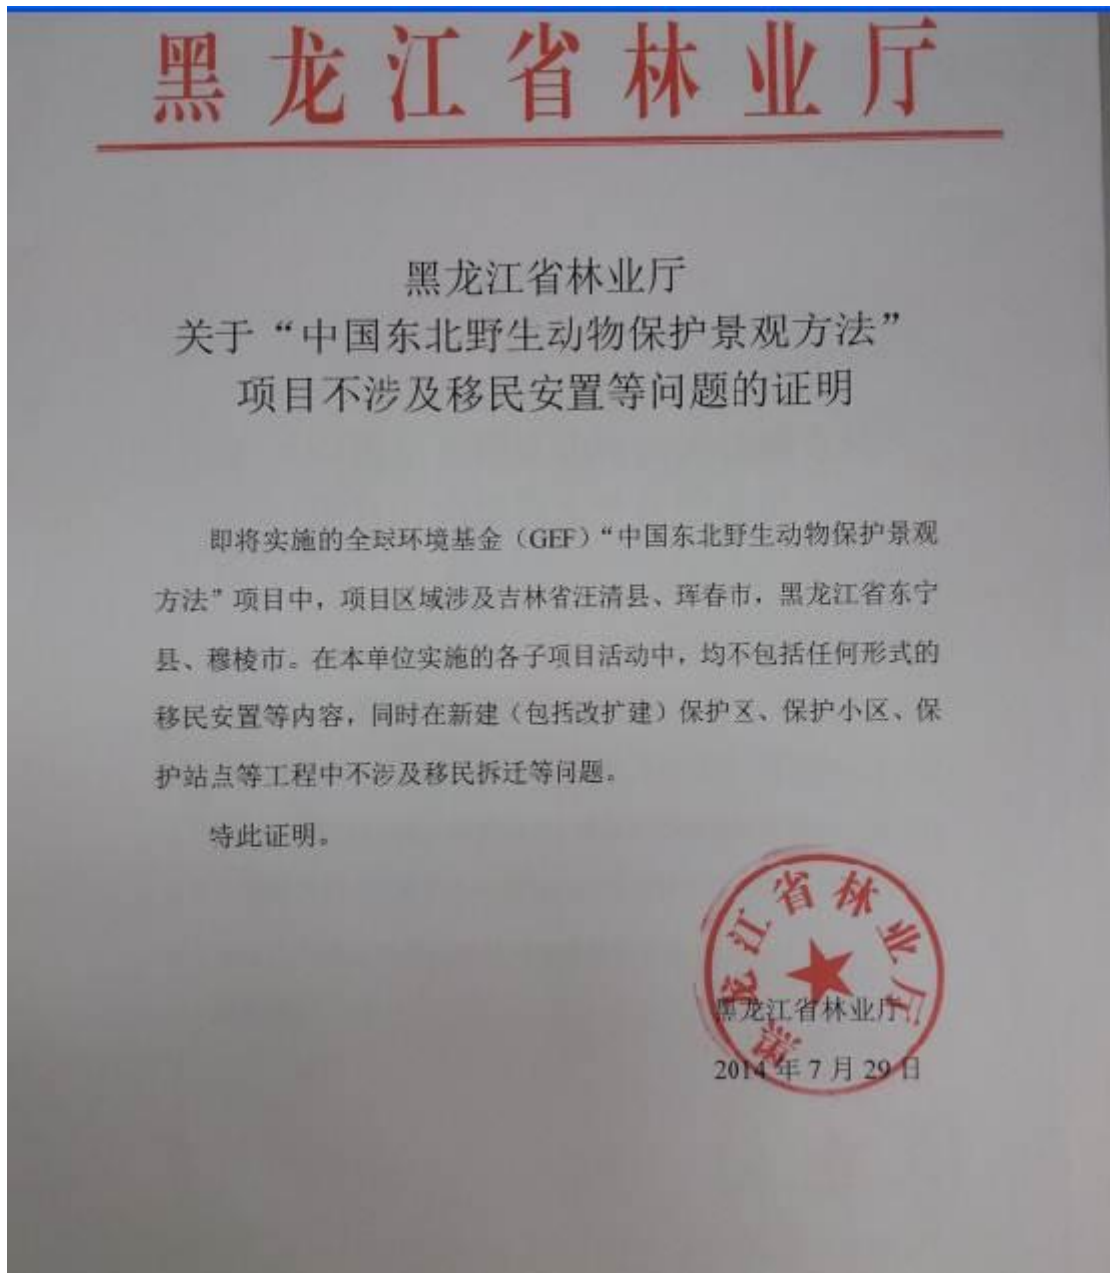 黑龙江省林业厅
黑龙江省林业厅
关于“中国东北野生动物保护景观方法”
项目不涉及移民安置等问题的证明
即将实施的全球环境基金（GEF）“中国东北野生动物保护景观
方法”项目中，项目区域涉及吉林省汪清县、珲春市，黑龙江省东宁
县、穆棱市。在本单位实施的各子项目活动中，均不包括任何形式的
移民安置等内容，同时在新建（包括改扩建）保护区、保护小区、保
护站点等工程中不涉及移民拆迁等问题。
特此证明。
黑龙江省林业厅
黑龙江省林业厅
2014 年 7 月 29 日